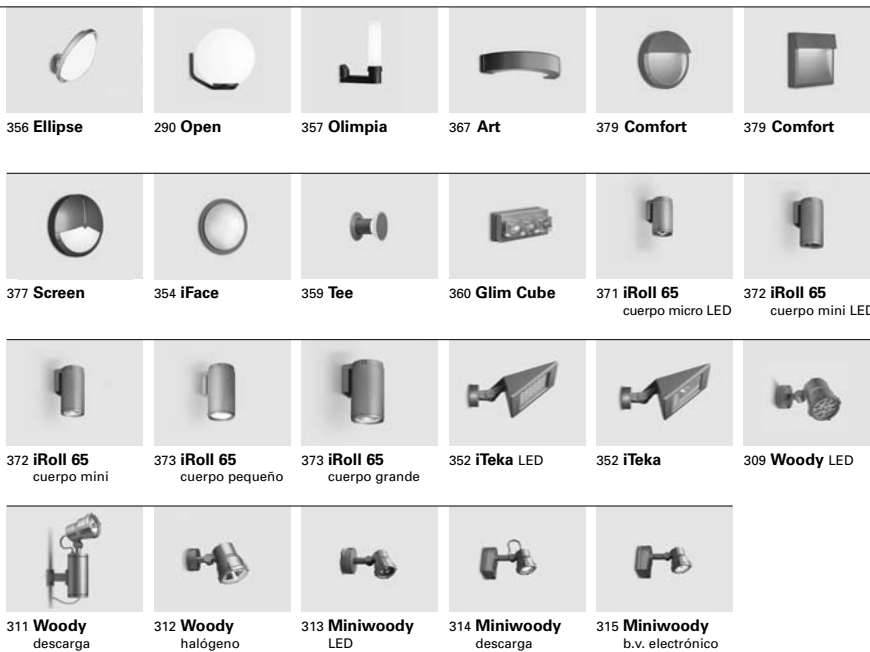 356 Ellipse
290 Open
357 Olimpia
367 Art
379 Comfort
379 Comfort
377 Screen
354 iFace
359 Tee
360 Glim Cube
371 iRoll 65
cuerpo micro LED
372 iRoll 65
cuerpo mini LED
372 iRoll 65
cuerpo mini
373 iRoll 65
cuerpo pequeño
373 iRoll 65
cuerpo grande
352 iTeka LED
352 iTeka
309 Woody LED
311 Woody
descarga
312 Woody
halógeno
313 Miniwoody
LED
314 Miniwoody
descarga
315 Miniwoody
b.v. electrónico